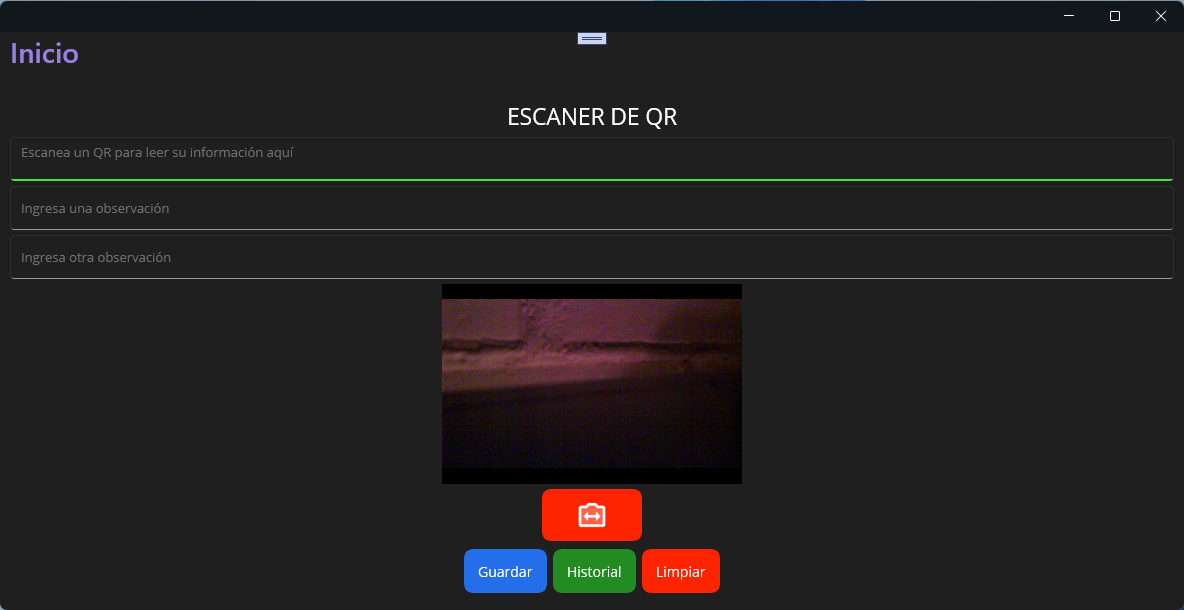 Inicio
ESCANER DE QR
Escanea un QR para leer su información aquí
Ingresa una observación
Ingresa otra observación
Guardar
Historial
Limpiar